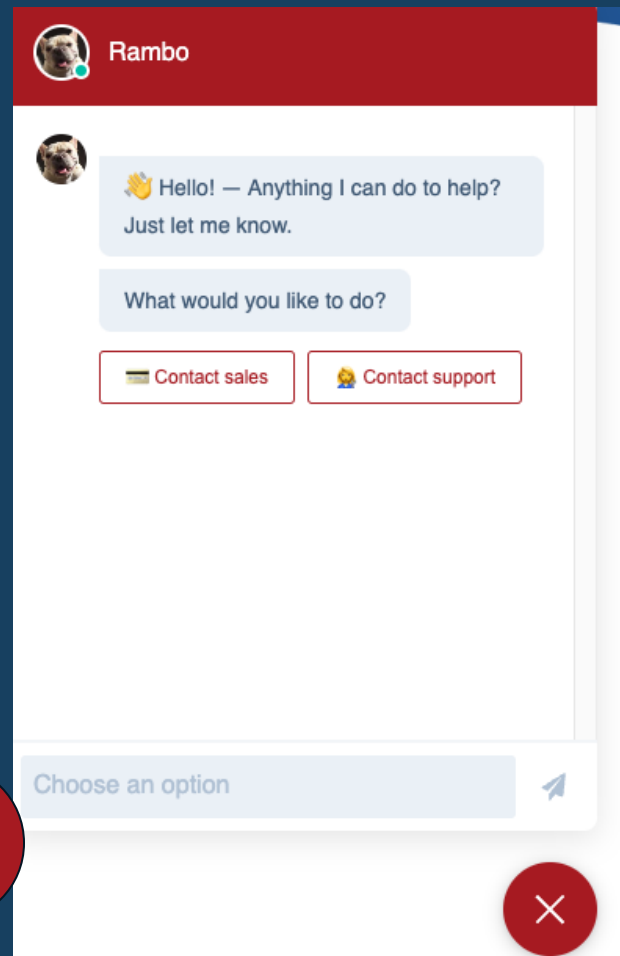 Rambo
👋 Hello! — Anything I can do to help?
Just let me know.
What would you like to do?
💳 Contact sales
🙋 Contact support
Choose an option